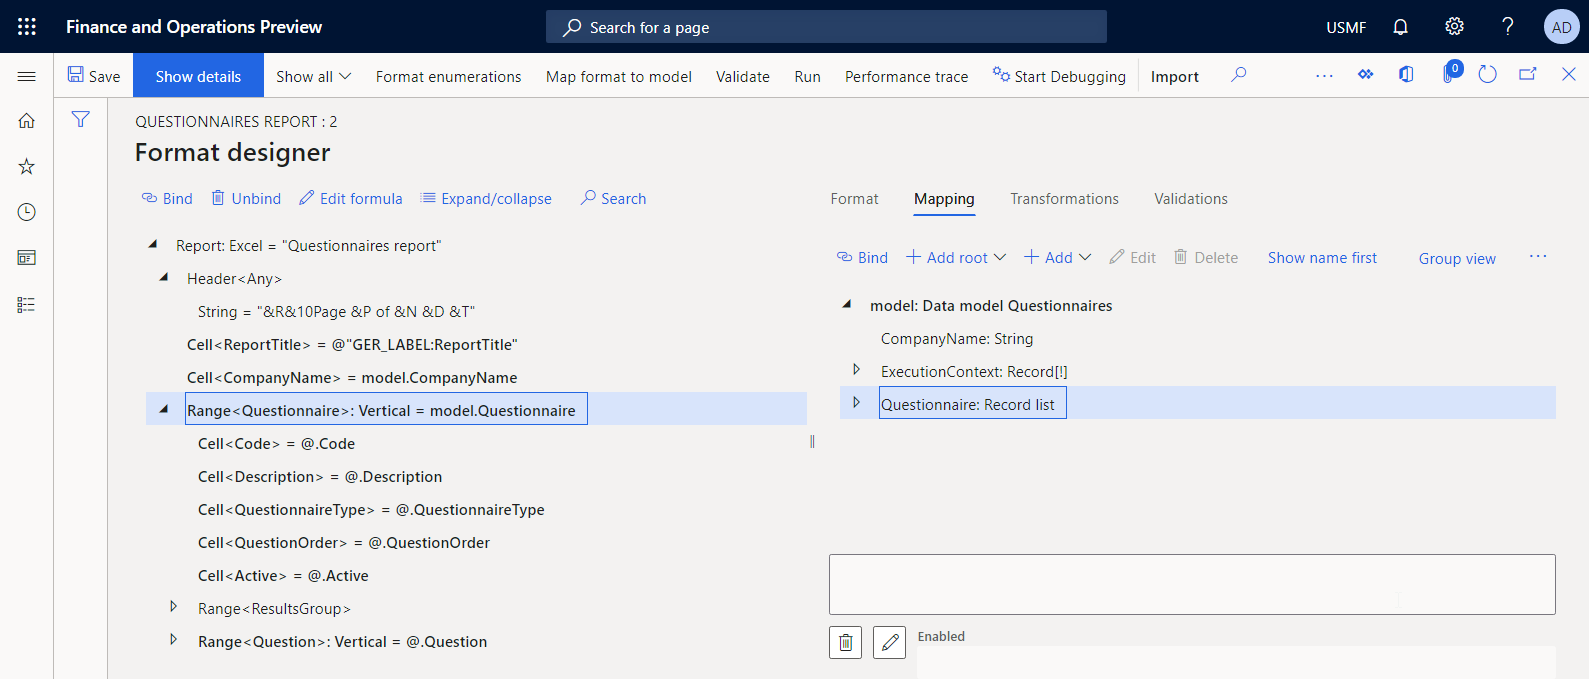 Finance and Operations Preview
Search for a page
USMF
AD
Save
Show details
Show all
Format enumerations
Map format to model
Validate
Run
Performance trace
Start Debugging
Import
0
QUESTIONNAIRES REPORT : 2
Format designer
Bind
Unbind
Edit formula
Expand/collapse
Search
Report: Excel = "Questionnaires report"
Header<Any>
String = "&R&10Page &P of &N &D &T"
Cell<ReportTitle> = @"GER_LABEL:ReportTitle"
Cell<CompanyName> = model.CompanyName
Range<Questionnaire>: Vertical = model.Questionnaire
Cell<Code> = @.Code
Cell<Description> = @.Description
Cell<QuestionnaireType> = @.QuestionnaireType
Cell<QuestionOrder> = @.QuestionOrder
Cell<Active> = @.Active
Range<ResultsGroup>
Range<Question>: Vertical = @.Question
Format
Mapping
Transformations
Validations
Bind
Add root
Add
Edit
Delete
Show name first
Group view
model: Data model Questionnaires
CompanyName: String
ExecutionContext: Record[!]
Questionnaire: Record list
Enabled